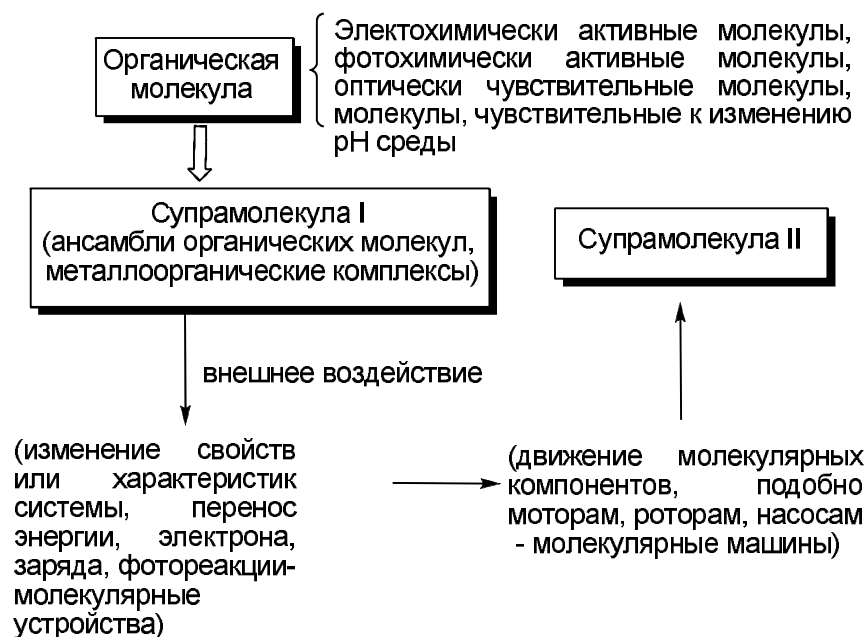 Органическая
молекула
Электохимически активные молекулы,
фотохимически активные молекулы,
оптически чувствительные молекулы,
молекулы, чувствительные к изменению
pH среды
Супрамолекула I
(ансамбли органических молекул,
металлоорганические комплексы)
Супрамолекула II
внешнее воздействие
(изменение свойств
или характеристик
системы, перенос
энергии, электрона,
заряда, фотореакции-
молекулярные
устройства)
(движение молекулярных
компонентов, подобно
моторам, роторам, насосам
- молекулярные машины)